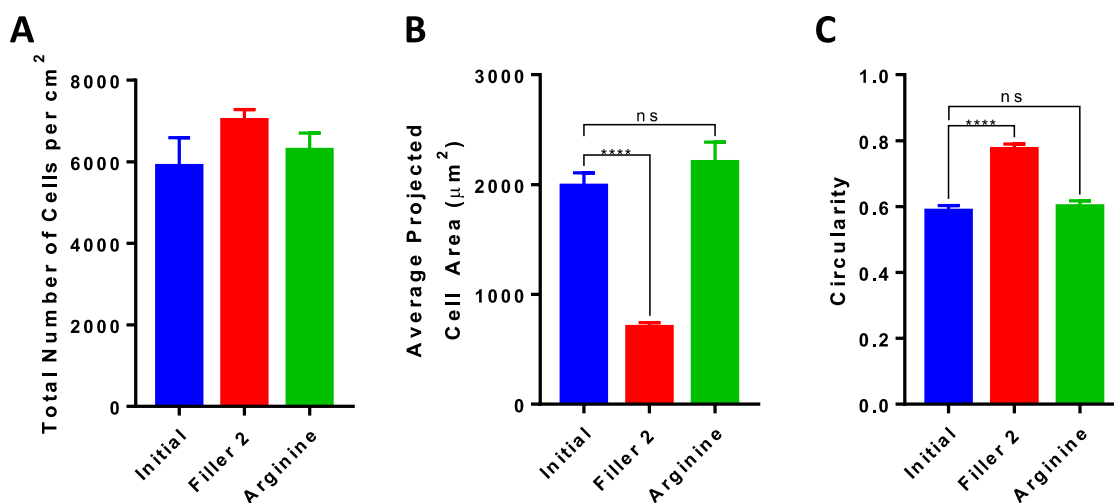 A
Total Number of Cells per cm2
8000
6000
4000
2000
0
Initial
Filler 2
Arginine
B
Average Projected
Cell Area (μm2)
3000
2000
1000
0
ns
****
Initial
Filler 2
Arginine
C
Circularity
1.0
0.8
0.6
0.4
0.2
0.0
ns
****
Initial
Filler 2
Arginine